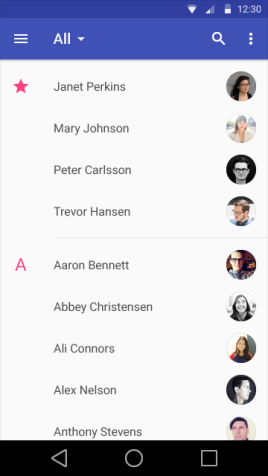 12:30
All
Janet Perkins
Mary Johnson
Peter Carlsson
Trevor Hansen
A
Aaron Bennett
Abbey Christensen
Ali Connors
Alex Nelson
Anthony Stevens